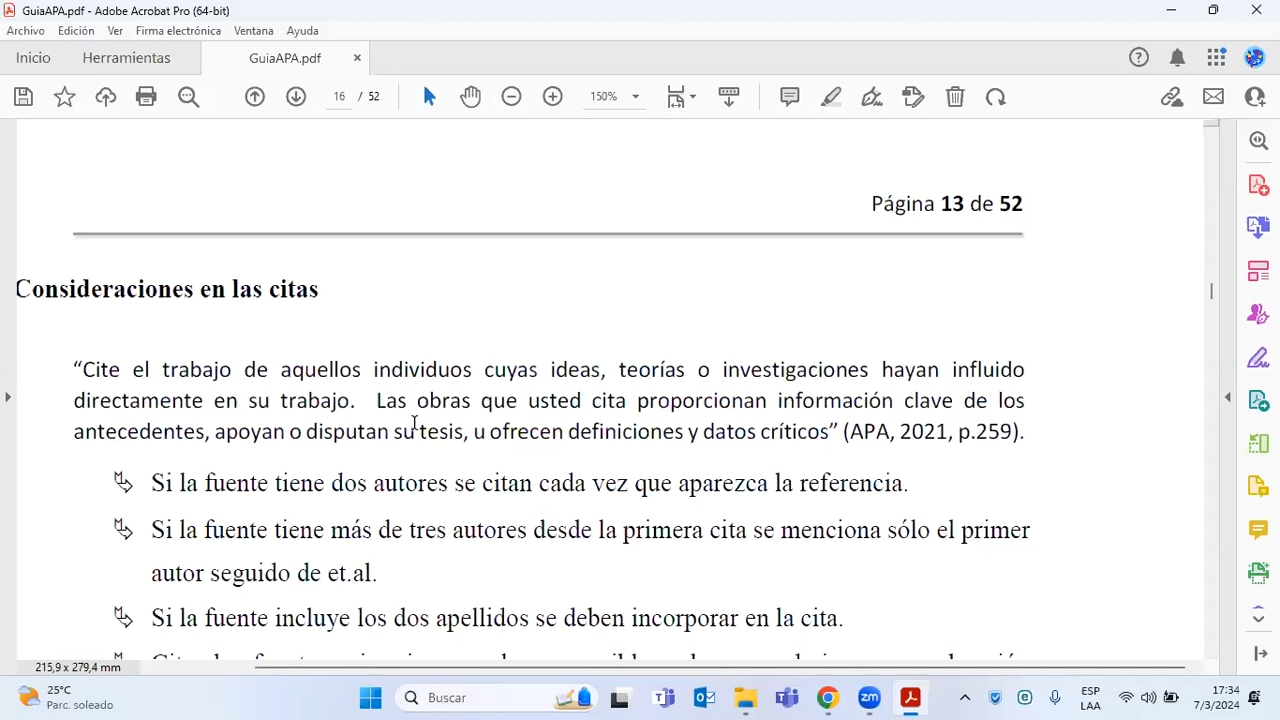 GuiaAPA.pdf - Adobe Acrobat Pro (64-bit)
Archivo Edición Ver Firma electrónica Ventana Ayuda
Inicio Herramientas GuiaAPA.pdf
16 / 52 150%
Página 13 de 52
Consideraciones en las citas
“Cite el trabajo de aquellos individuos cuyas ideas, teorías o investigaciones hayan influido
directamente en su trabajo. Las obras que usted cita proporcionan información clave de los
antecedentes, apoyan o disputan su tesis, u ofrecen definiciones y datos críticos” (APA, 2021, p.259).
Si la fuente tiene dos autores se citan cada vez que aparezca la referencia.
Si la fuente tiene más de tres autores desde la primera cita se menciona sólo el primer
autor seguido de et.al.
Si la fuente incluye los dos apellidos se deben incorporar en la cita.
215,9 x 279,4 mm
25°C
Parc. soleado
Buscar
ESP
LAA
17:34
7/3/2024